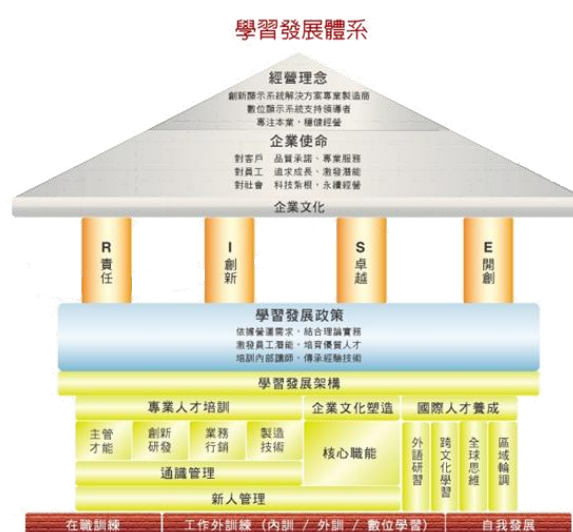 學習發展體系
經營理念
創新顯示系統解決方案專業製造商
數位顯示系統支持領導者
專注本業，穩健經營
企業使命
對客戶 品質承諾、專業服務
對員工 追求成長、激發潛能
對社會 科技紮根，永續經營
企業文化
R
責任
I
創新
S
卓越
E
開創
學習發展政策
依據營運需求、結合理論實務
激發員工潛能、培育優質人才
培訓內部講師、傳承經驗技術
學習發展架構
專業人才培訓
企業文化塑造
國際人才養成
主管
才能
創新
研發
業務
行銷
製造
技術
核心職能
外語研習
跨文化學習
全球思維
區域輪調
通識管理
新人管理
在職訓練
工作外訓練（內訓 / 外訓 / 數位學習）
自我發展